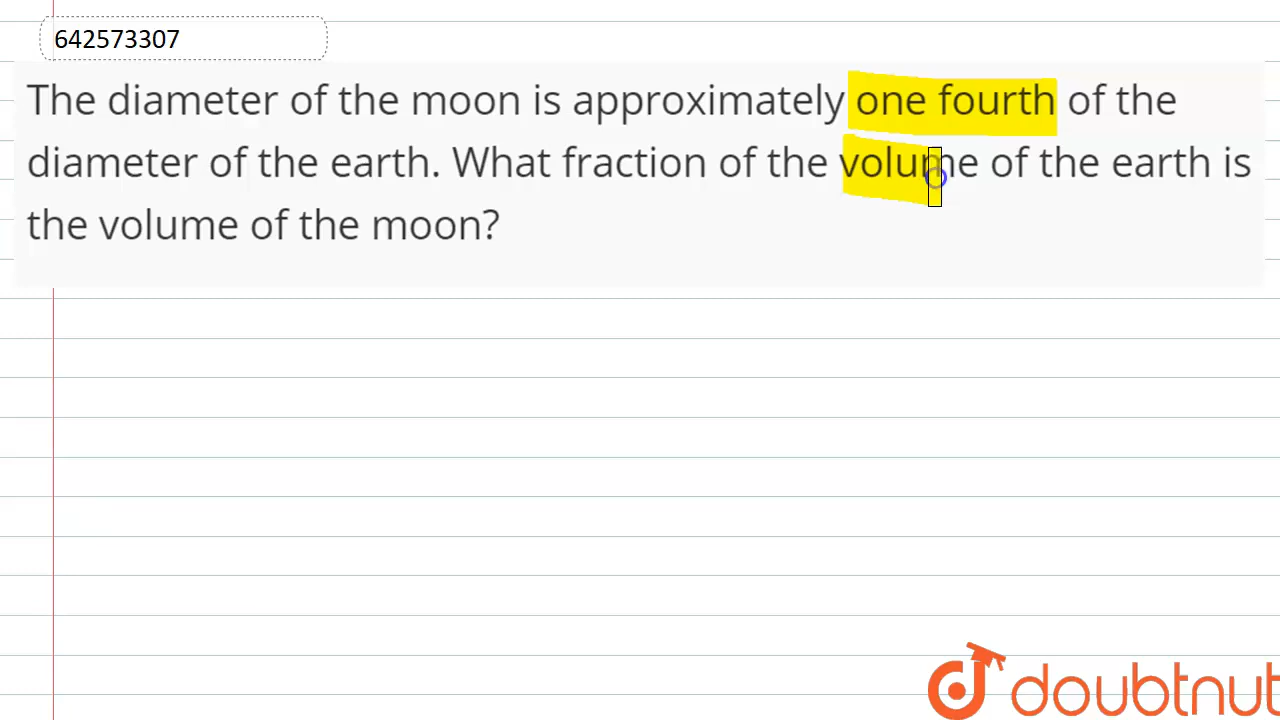 642573307
The diameter of the moon is approximately one fourth of the
diameter of the earth. What fraction of the volume of the earth is
the volume of the moon?
doubtnut